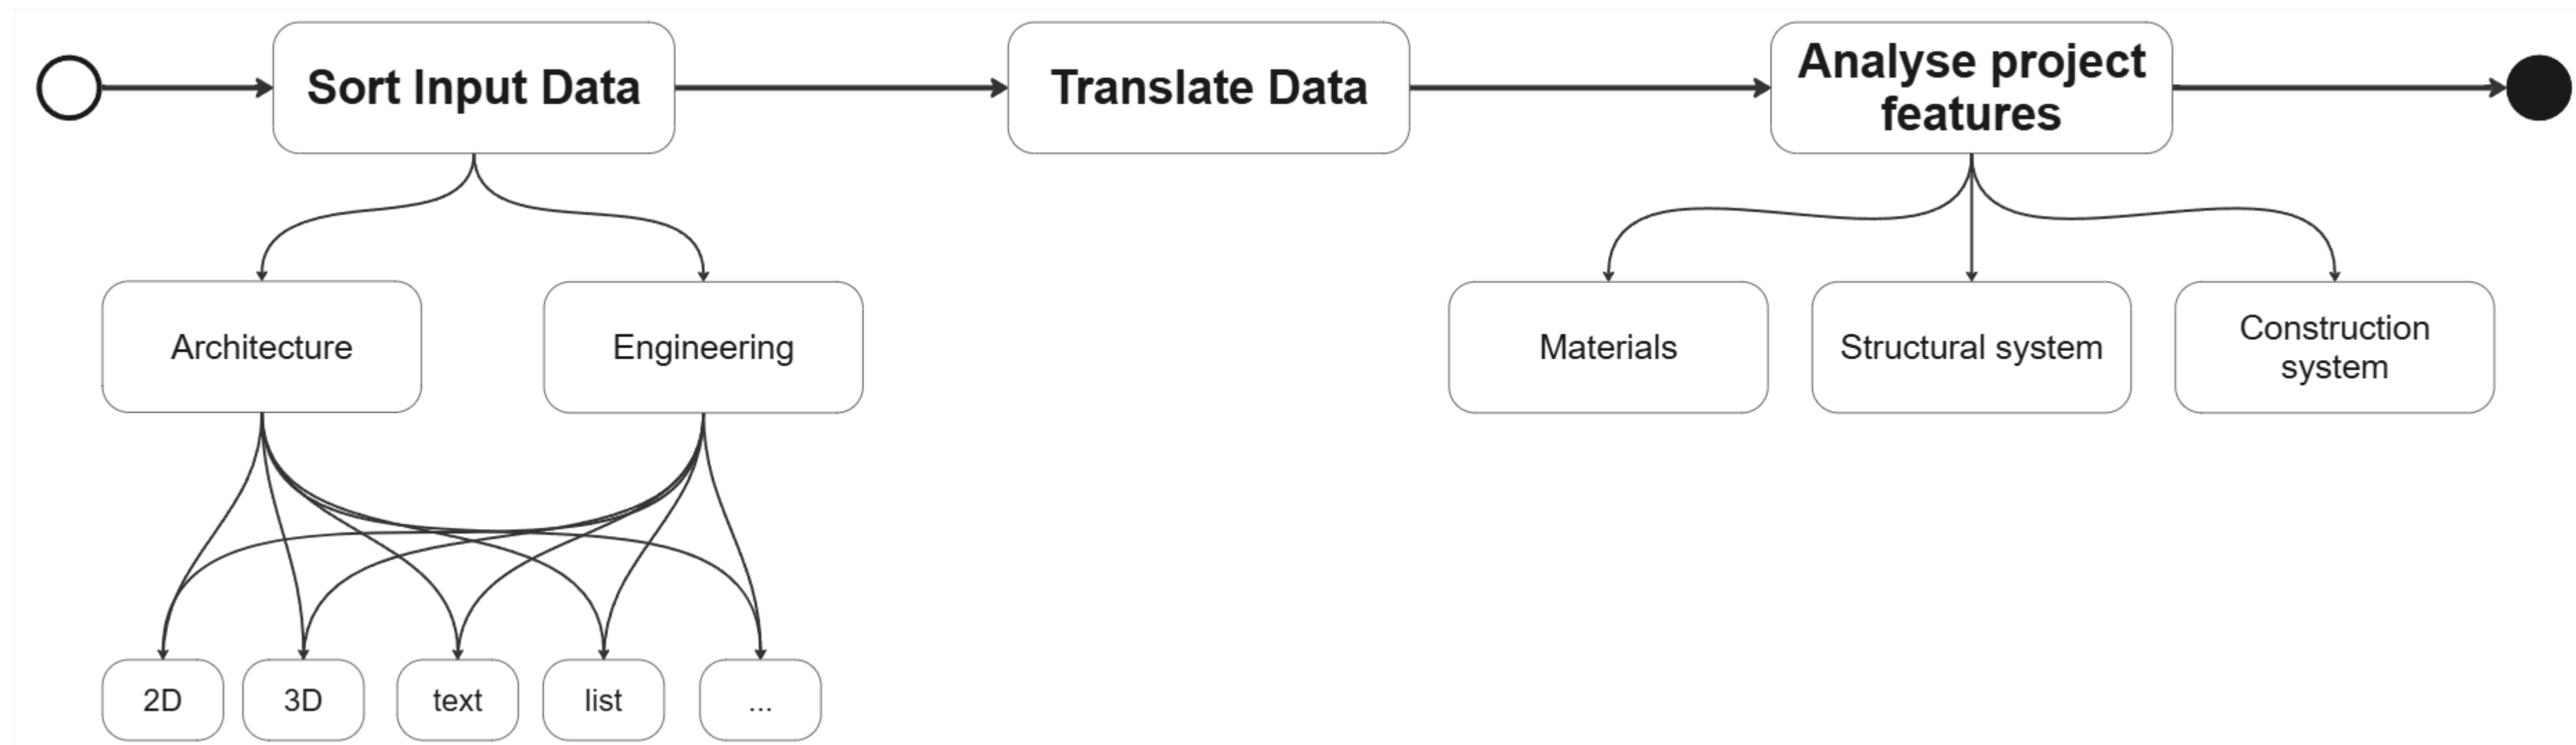 Sort Input Data
Translate Data
Analyse project
features
Architecture
Engineering
Materials
Structural system
Construction
system
2D
3D
text
list
...